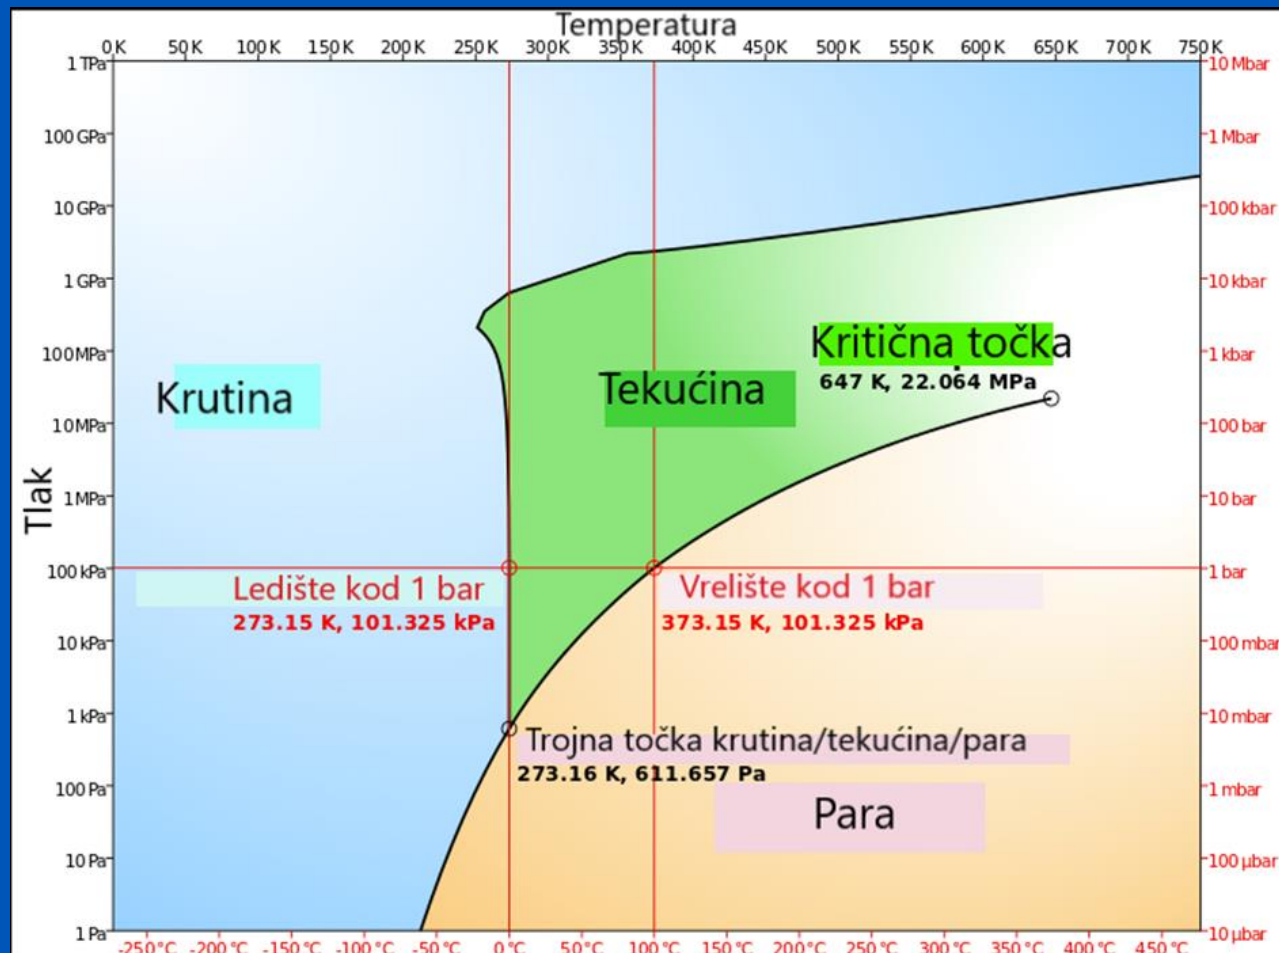 Temperatura
0K 50K 100K 150K 200K 250K 300K 350K 400K 450K 500K 550K 600K 650K 700K 750K
1 TPa 10 Mbar
100 GPa 1 Mbar
10 GPa 100 kbar
1 GPa 10 kbar
Kritična točka
100 MPa 1 kbar
647 K, 22.064 MPa
Krutina Tekućina
10 MPa 100 bar
Tlak
1 MPa 10 bar
100 kPa 1 bar
Ledište kod 1 bar Vrelište kod 1 bar
273.15 K, 101.325 kPa 373.15 K, 101.325 kPa
10 kPa 100 mbar
1 kPa 10 mbar
Trojna točka krutina/tekućina/para
273.16 K, 611.657 Pa
100 Pa 1 mbar
Para
10 Pa 100 µbar
1 Pa 10 µbar
-250°C -200°C -150°C -100°C -50°C 0°C 50°C 100°C 150°C 200°C 250°C 300°C 350°C 400°C 450°C